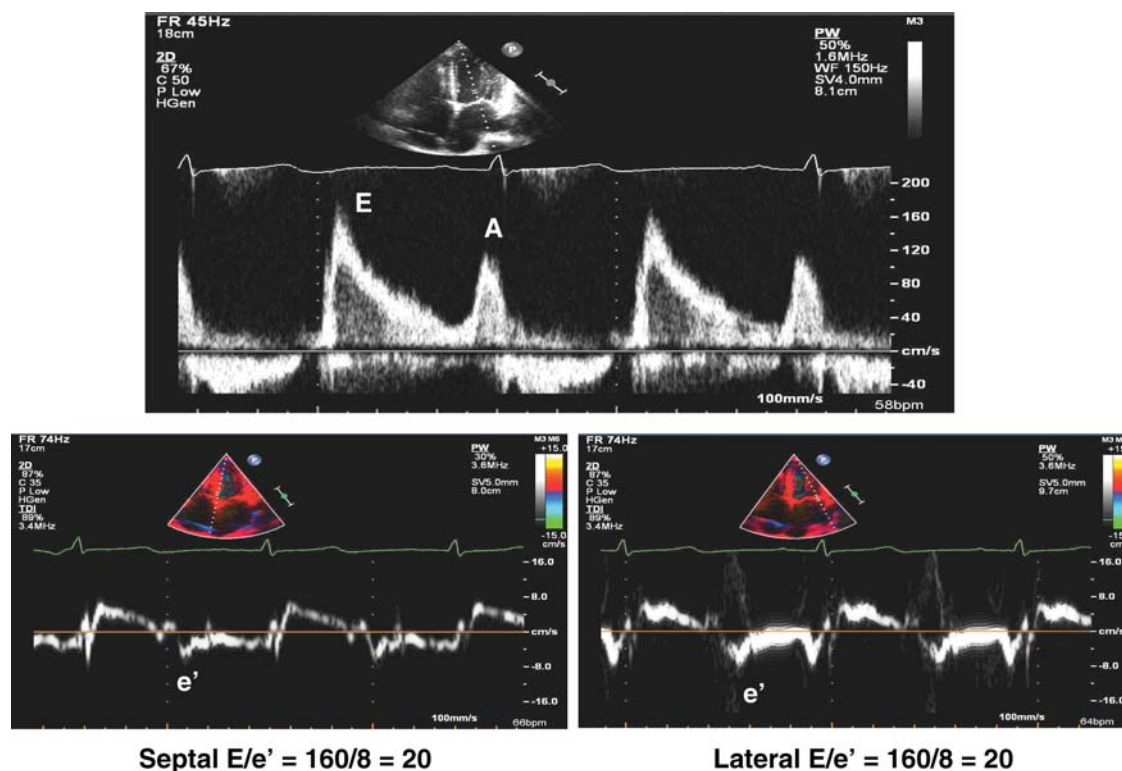 FR 45Hz
18cm
2D
67%
C 50
P Low
HGen
P
M3
PW
50%
1.6MHz
WF 150Hz
SV4.0mm
8.1cm
E
A
200
160
120
80
40
cm/s
-40
100mm/s
58bpm
FR 74Hz
17cm
2D
87%
C 35
P Low
HGen
TDI
89%
3.4MHz
P
PW
30%
3.6MHz
SV5.0mm
8.0cm
M3 M6
+15.0
-15.0
cm/s
16.0
8.0
cm/s
-8.0
-16.0
e'
100mm/s
66bpm
FR 74Hz
17cm
2D
87%
C 35
P Low
HGen
TDI
89%
3.4MHz
P
PW
50%
3.6MHz
SV5.0mm
9.7cm
+15.0
cm/s
16.0
8.0
cm/s
-8.0
-16.0
e'
100mm/s
64bpm
Septal E/e' = 160/8 = 20
Lateral E/e' = 160/8 = 20